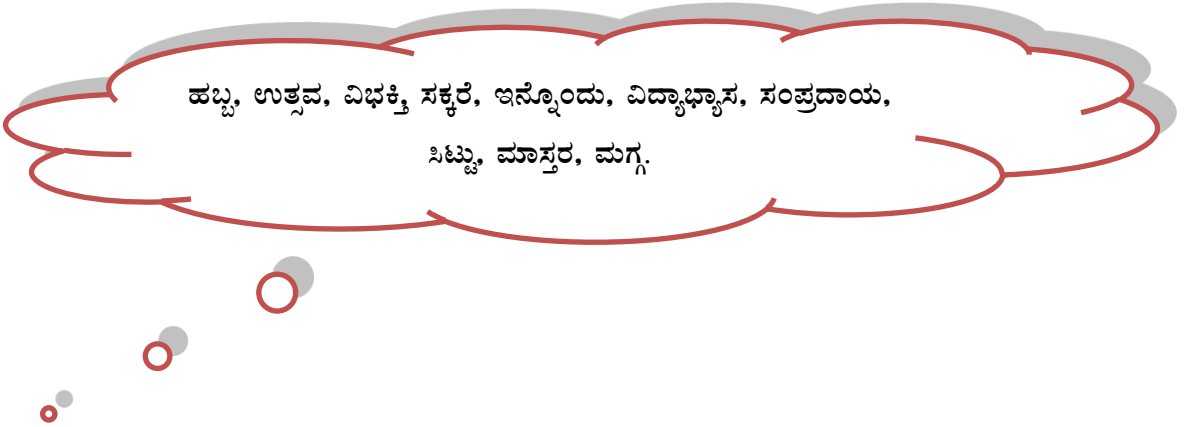 ಹಬ್ಬ, ಉತ್ಸವ, ವಿಭಕ್ತಿ, ಸಕ್ಕರೆ, ಇನ್ನೊಂದು, ವಿದ್ಯಾಭ್ಯಾಸ, ಸಂಪ್ರದಾಯ,
ಸಿಟ್ಟು, ಮಾಸ್ತರ, ಮಗ್ಗ.